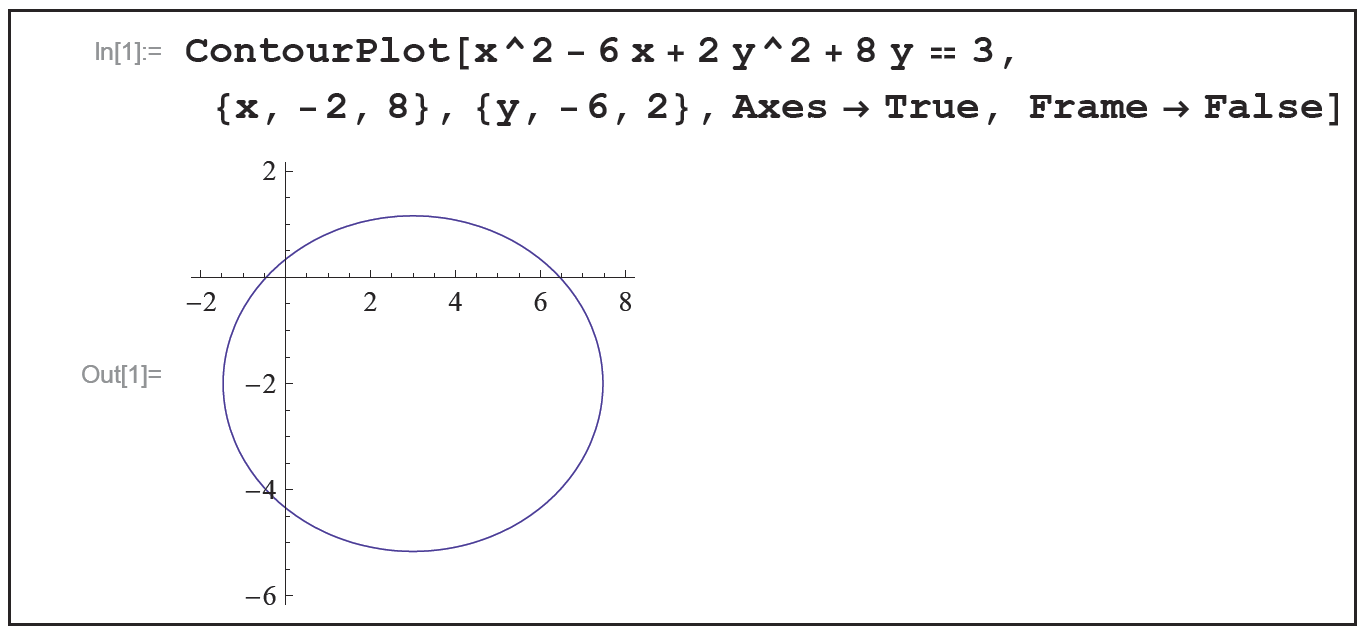 In[1]:= ContourPlot[x^2 - 6 x + 2 y^2 + 8 y == 3,
{x, -2, 8}, {y, -6, 2}, Axes → True, Frame → False]
2
−2 2 4 6 8
Out[1]= −2
−4
−6